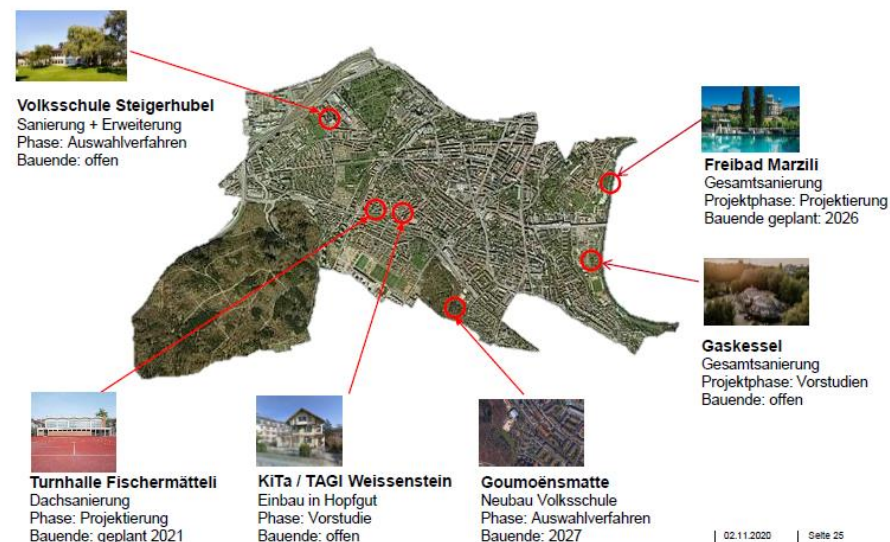 Volksschule Steigerhubel
Sanierung + Erweiterung
Phase: Auswahlverfahren
Bauende: offen
Freibad Marzili
Gesamtsanierung
Projektphase: Projektierung
Bauende geplant: 2026
Gaskessel
Gesamtsanierung
Projektphase: Vorstudien
Bauende: offen
Turnhalle Fischermätteli
Dachsanierung
Phase: Projektierung
Bauende: geplant 2021
KiTa / TAGI Weissenstein
Einbau in Hopfgut
Phase: Vorstudie
Bauende: offen
Goumoënsmatte
Neubau Volksschule
Phase: Auswahlverfahren
Bauende: 2027
| 02.11.2020 | Seite 25